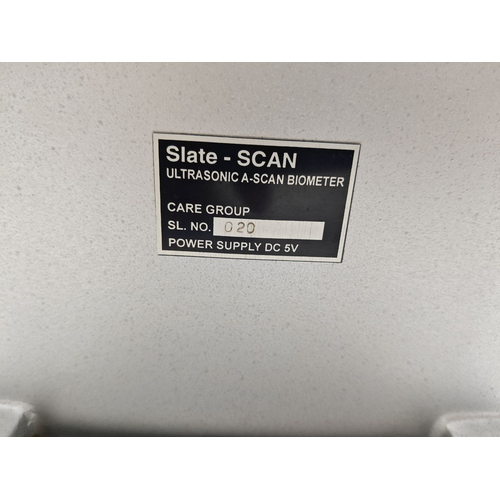 Slate - SCAN
ULTRASONIC A-SCAN BIOMETER
CARE GROUP
SL. NO. 020
POWER SUPPLY DC 5V